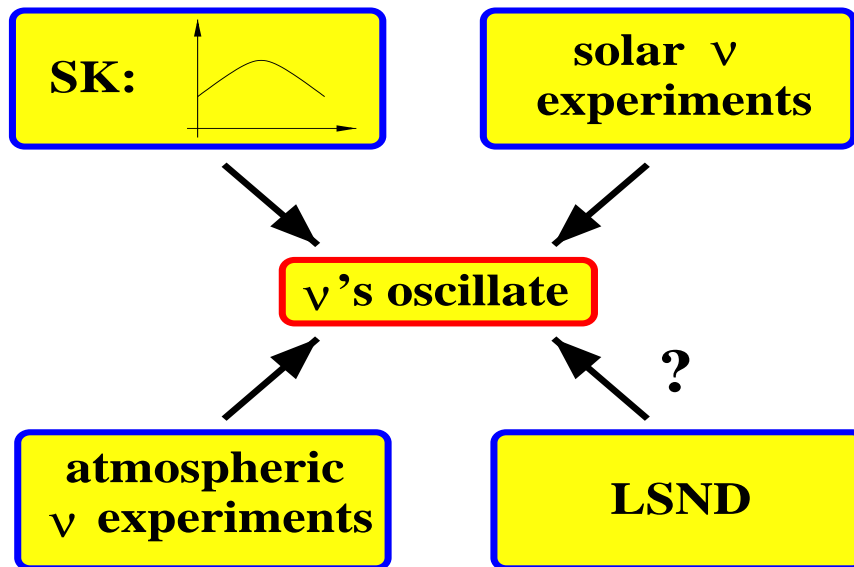 SK:
solar ν
experiments
ν's oscillate
?
atmospheric
ν experiments
LSND